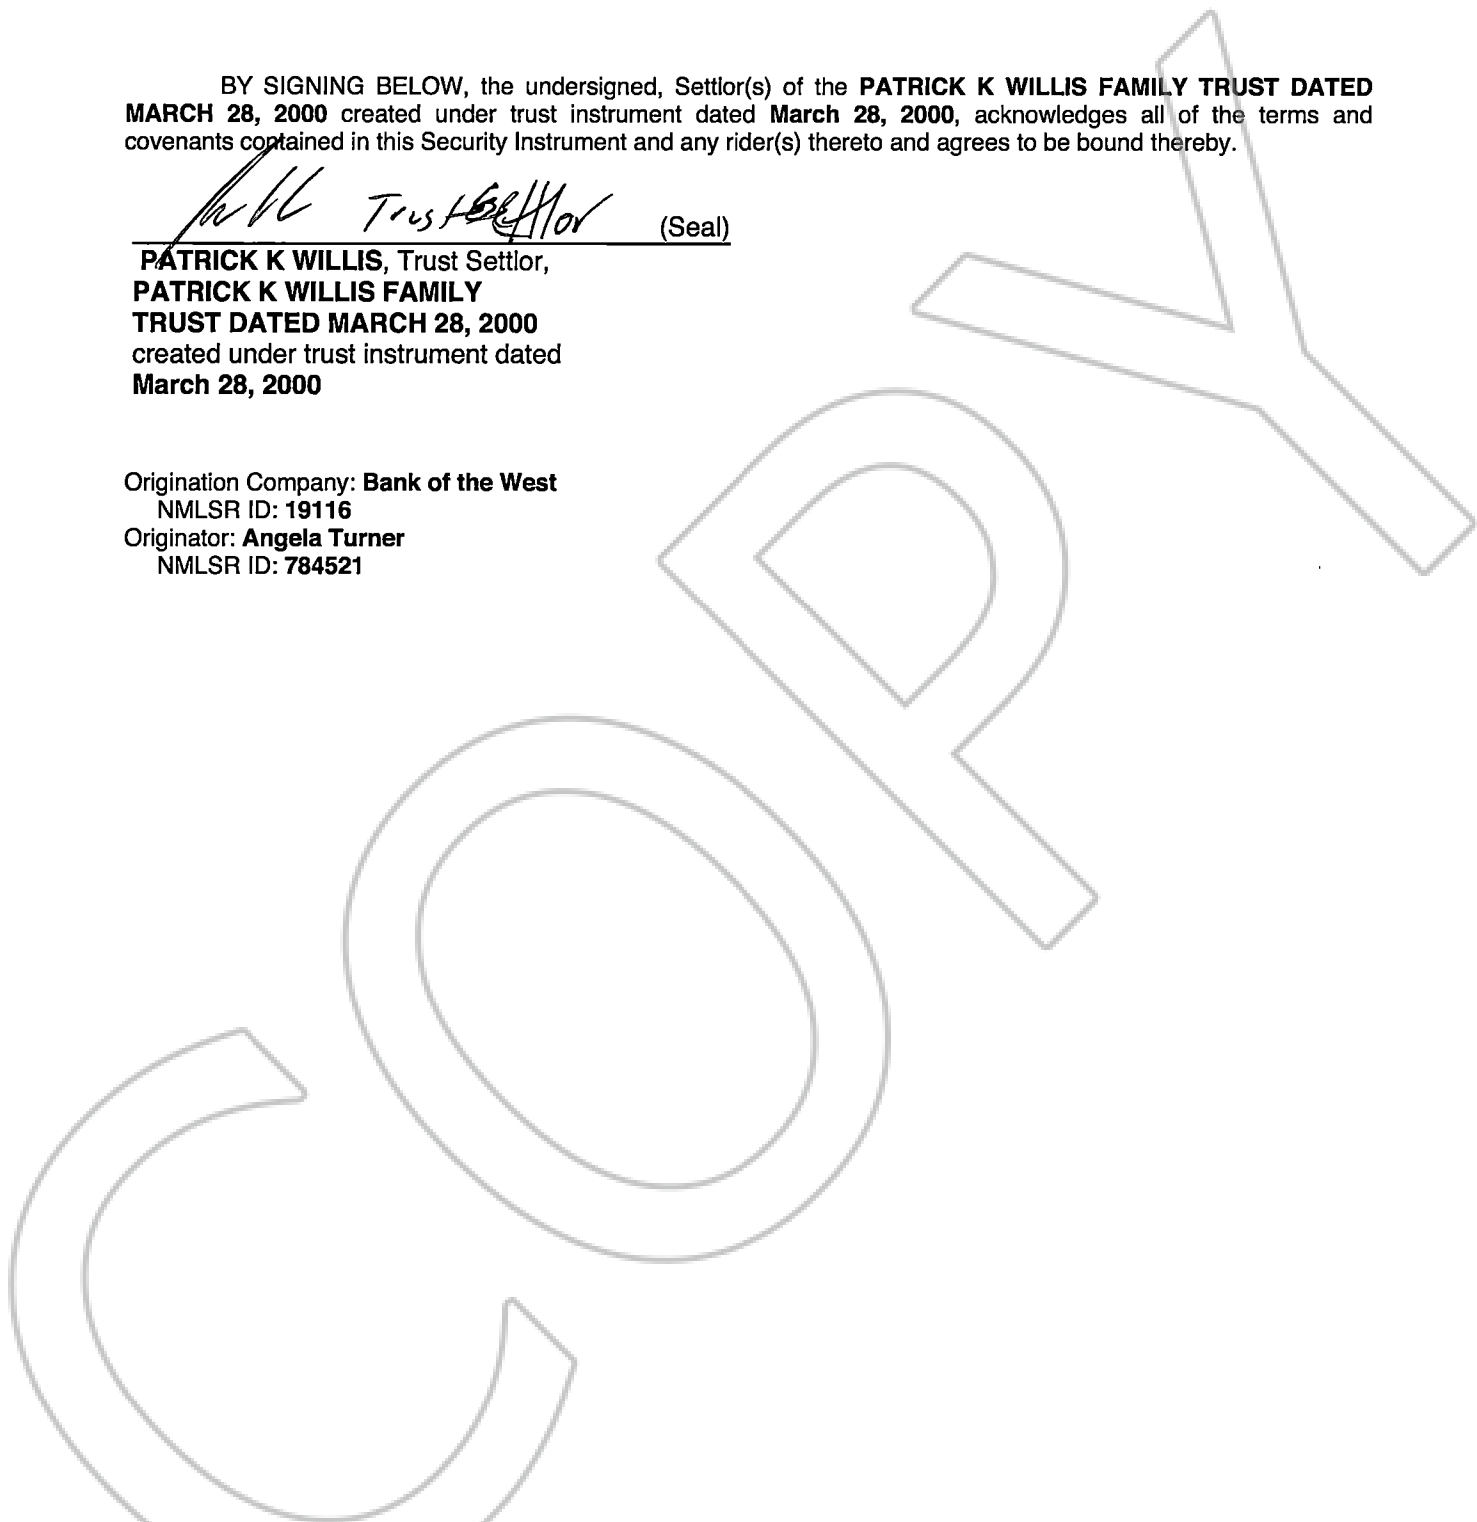 BY SIGNING BELOW, the undersigned, Settlor(s) of the PATRICK K WILLIS FAMILY TRUST DATED
MARCH 28, 2000 created under trust instrument dated March 28, 2000, acknowledges all of the terms and
covenants contained in this Security Instrument and any rider(s) thereto and agrees to be bound thereby.
Trust Settlor (Seal)
PATRICK K WILLIS, Trust Settlor,
PATRICK K WILLIS FAMILY
TRUST DATED MARCH 28, 2000
created under trust instrument dated
March 28, 2000
Origination Company: Bank of the West
NMLSR ID: 19116
Originator: Angela Turner
NMLSR ID: 784521
COPY